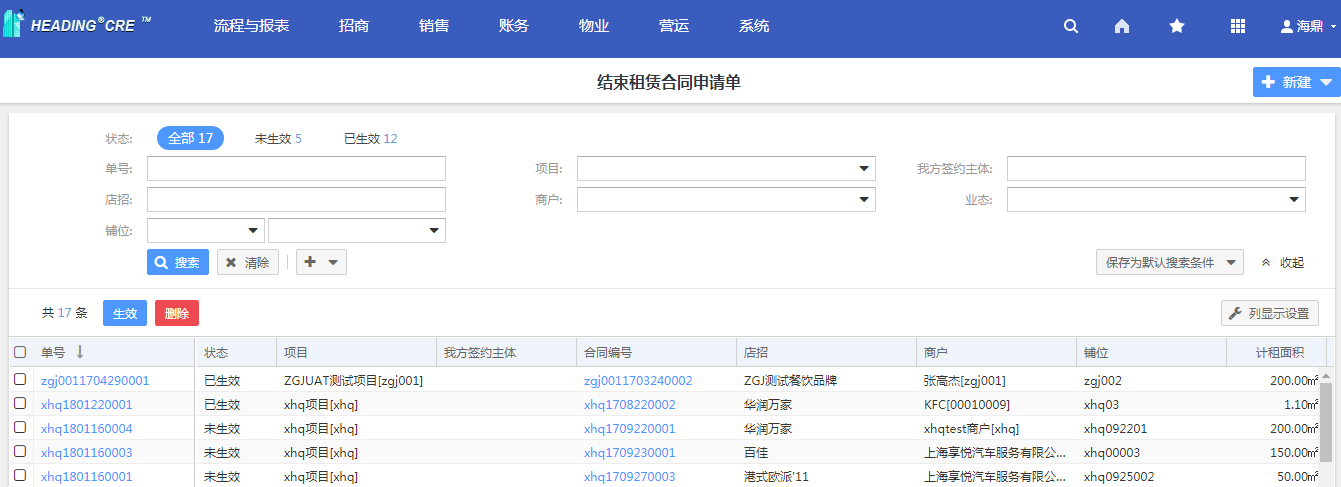 HEADING®CRE TM 流程与报表 招商 销售 账务 物业 营运 系统 海鼎
结束租赁合同申请单 新建
状态: 全部 17 未生效 5 已生效 12
单号: 项目: 我方签约主体:
店招: 商户: 业态:
铺位:
搜索 清除 保存为默认搜索条件 收起
共 17 条 生效 删除 列显示设置
单号 状态 项目 我方签约主体 合同编号 店招 商户 铺位 计租面积
zgj0011704290001 已生效 ZGJUAT测试项目[zgj001] zgj0011703240002 ZGJ测试餐饮品牌 张高杰[zgj001] zgj002 200.00㎡
xhq1801220001 已生效 xhq项目[xhq] xhq1708220002 华润万家 KFC[00010009] xhq03 1.10㎡
xhq1801160004 未生效 xhq项目[xhq] xhq1709220001 华润万家 xhqtest商户[xhq] xhq092201 200.00㎡
xhq1801160003 未生效 xhq项目[xhq] xhq1709230001 百佳 上海享悦汽车服务有限公... xhq00003 150.00㎡
xhq1801160001 未生效 xhq项目[xhq] xhq1709270003 港式欧派'11 上海享悦汽车服务有限公... xhq0925002 50.00㎡